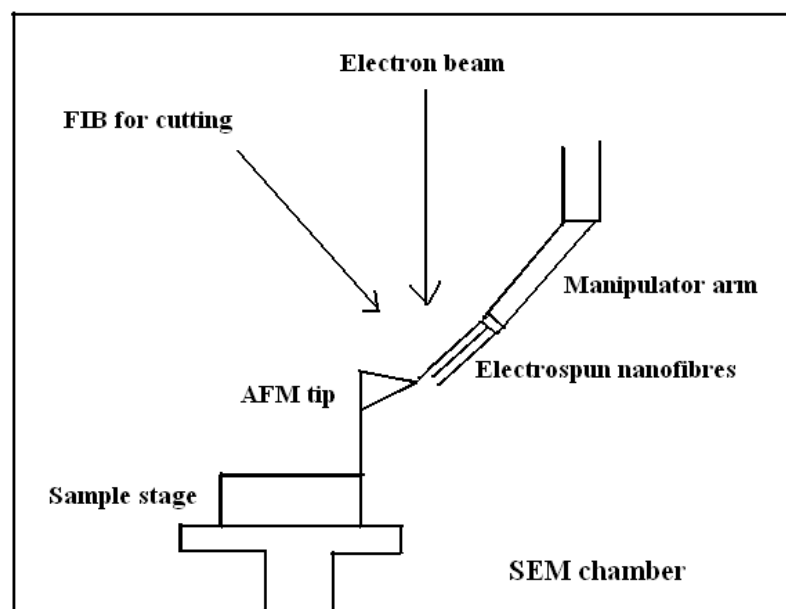 Electron beam
FIB for cutting
Manipulator arm
Electrospun nanofibres
AFM tip
Sample stage
SEM chamber